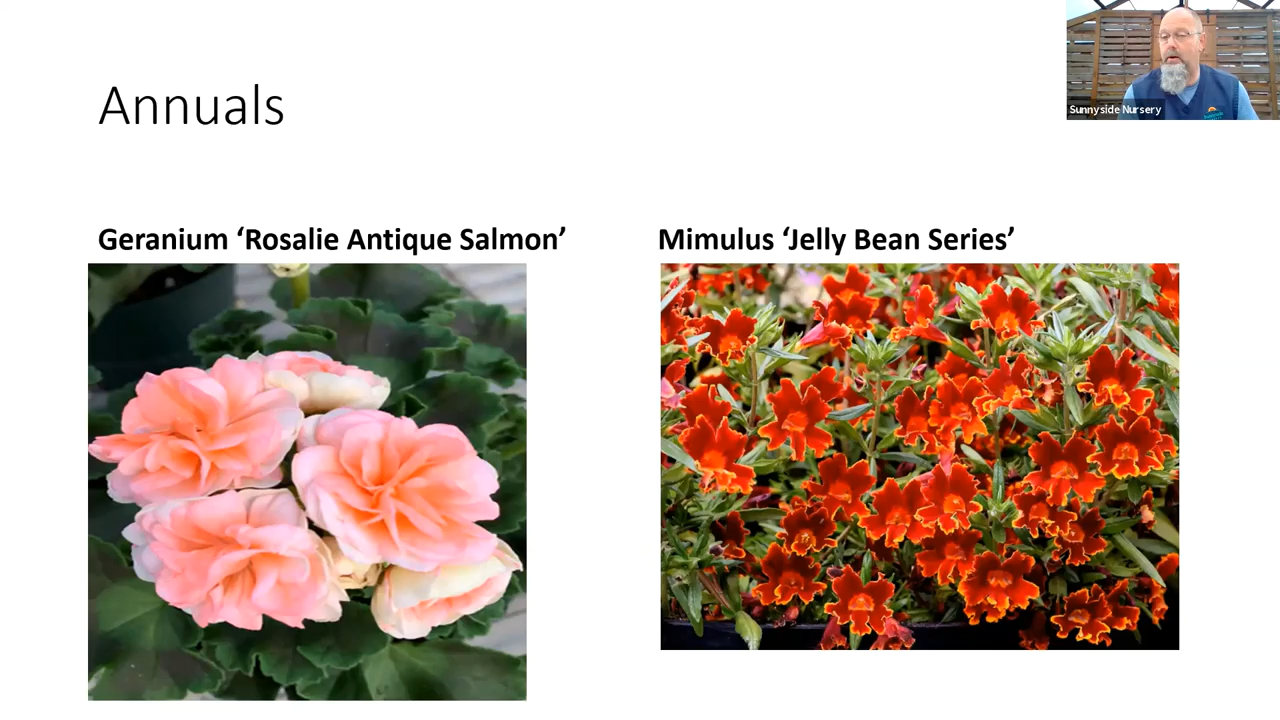 Annuals
Sunnyside Nursery
Geranium ‘Rosalie Antique Salmon’
Mimulus ‘Jelly Bean Series’